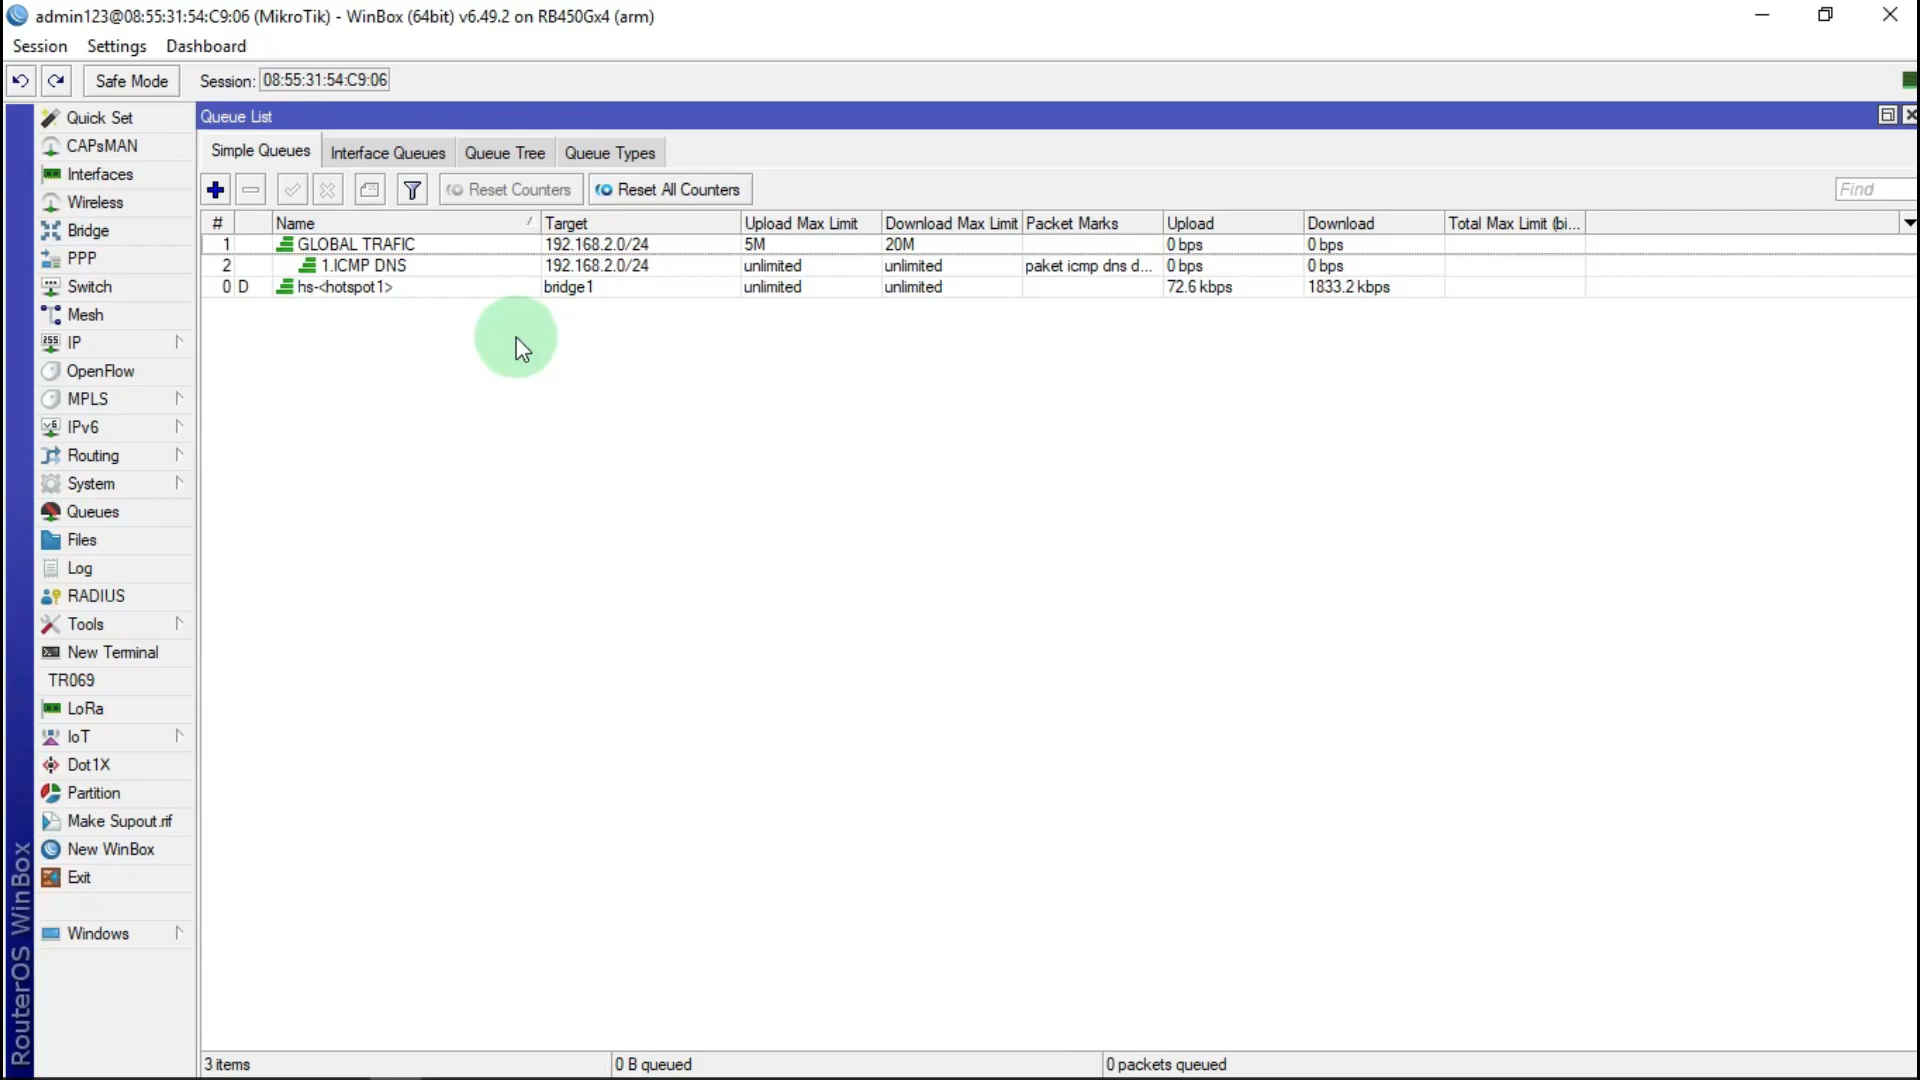 admin123@08:55:31:54:C9:06 (MikroTik) - WinBox (64bit) v6.49.2 on RB450Gx4 (arm)
Session Settings Dashboard
Safe Mode Session: 08:55:31:54:C9:06
Quick Set
CAPsMAN
Interfaces
Wireless
Bridge
PPP
Switch
Mesh
IP
OpenFlow
MPLS
IPv6
Routing
System
Queues
Files
Log
RADIUS
Tools
New Terminal
TR069
LoRa
IoT
Dot1X
Partition
Make Supout.rif
New WinBox
Exit
Windows
RouterOS WinBox
Queue List
Simple Queues Interface Queues Queue Tree Queue Types
Reset Counters Reset All Counters Find
# Name Target Upload Max Limit Download Max Limit Packet Marks Upload Download Total Max Limit (bi...
1 GLOBAL TRAFIC 192.168.2.0/24 5M 20M 0 bps 0 bps
2 1.ICMP DNS 192.168.2.0/24 unlimited unlimited paket icmp dns d... 0 bps 0 bps
0 D hs-<hotspot1> bridge1 unlimited unlimited 72.6 kbps 1833.2 kbps
3 items 0 B queued 0 packets queued